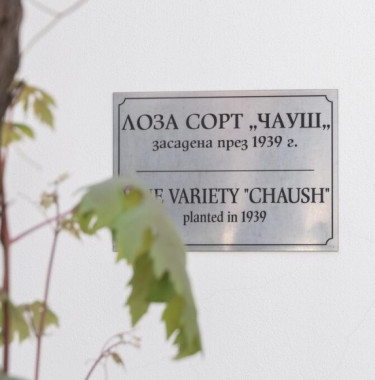 ЛОЗА СОРТ „ЧАУШ„
засадена през 1939 г.
VARIETY "CHAUSH"
planted in 1939